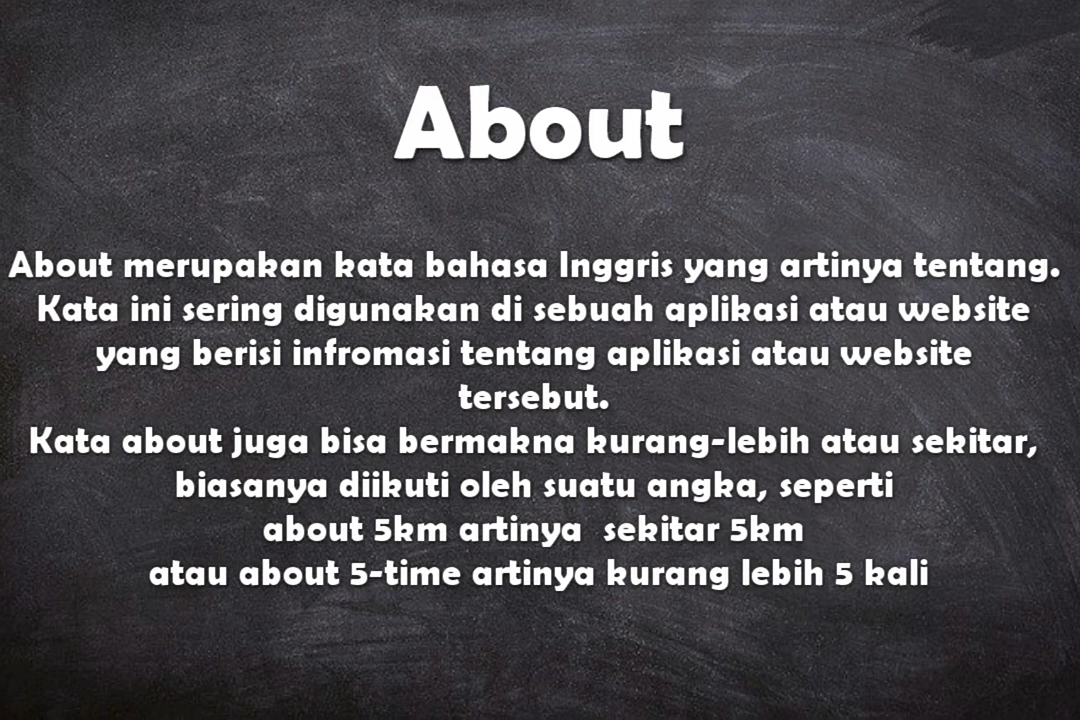 About
About merupakan kata bahasa Inggris yang artinya tentang.
Kata ini sering digunakan di sebuah aplikasi atau website
yang berisi infromasi tentang aplikasi atau website
tersebut.
Kata about juga bisa bermakna kurang-lebih atau sekitar,
biasanya diikuti oleh suatu angka, seperti
about 5km artinya  sekitar 5km
atau about 5-time artinya kurang lebih 5 kali